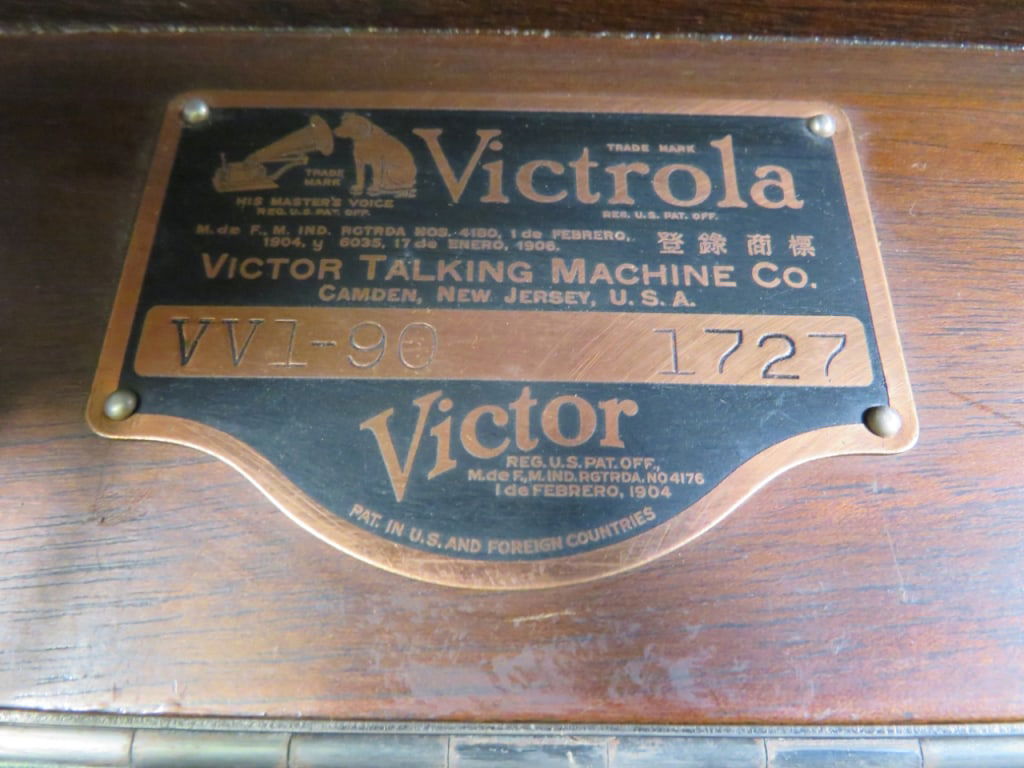 TRADE MARK
Victrola
TRADE
MARK
HIS MASTER'S VOICE
REG. U.S. PAT. OFF.
REG. U.S. PAT. OFF.
M. de F., M. IND. RGTRDA NOS. 4180, 1 de FEBRERO,
1904, y 6035, 17 de ENERO, 1906.
登錄商標
VICTOR TALKING MACHINE CO.
CAMDEN, NEW JERSEY, U. S. A.
VV1-90 1727
Victor
REG. U.S. PAT. OFF.,
M. de F., M. IND. RGTRDA. NO 4176
1 de FEBRERO, 1904
PAT. IN U.S. AND FOREIGN COUNTRIES